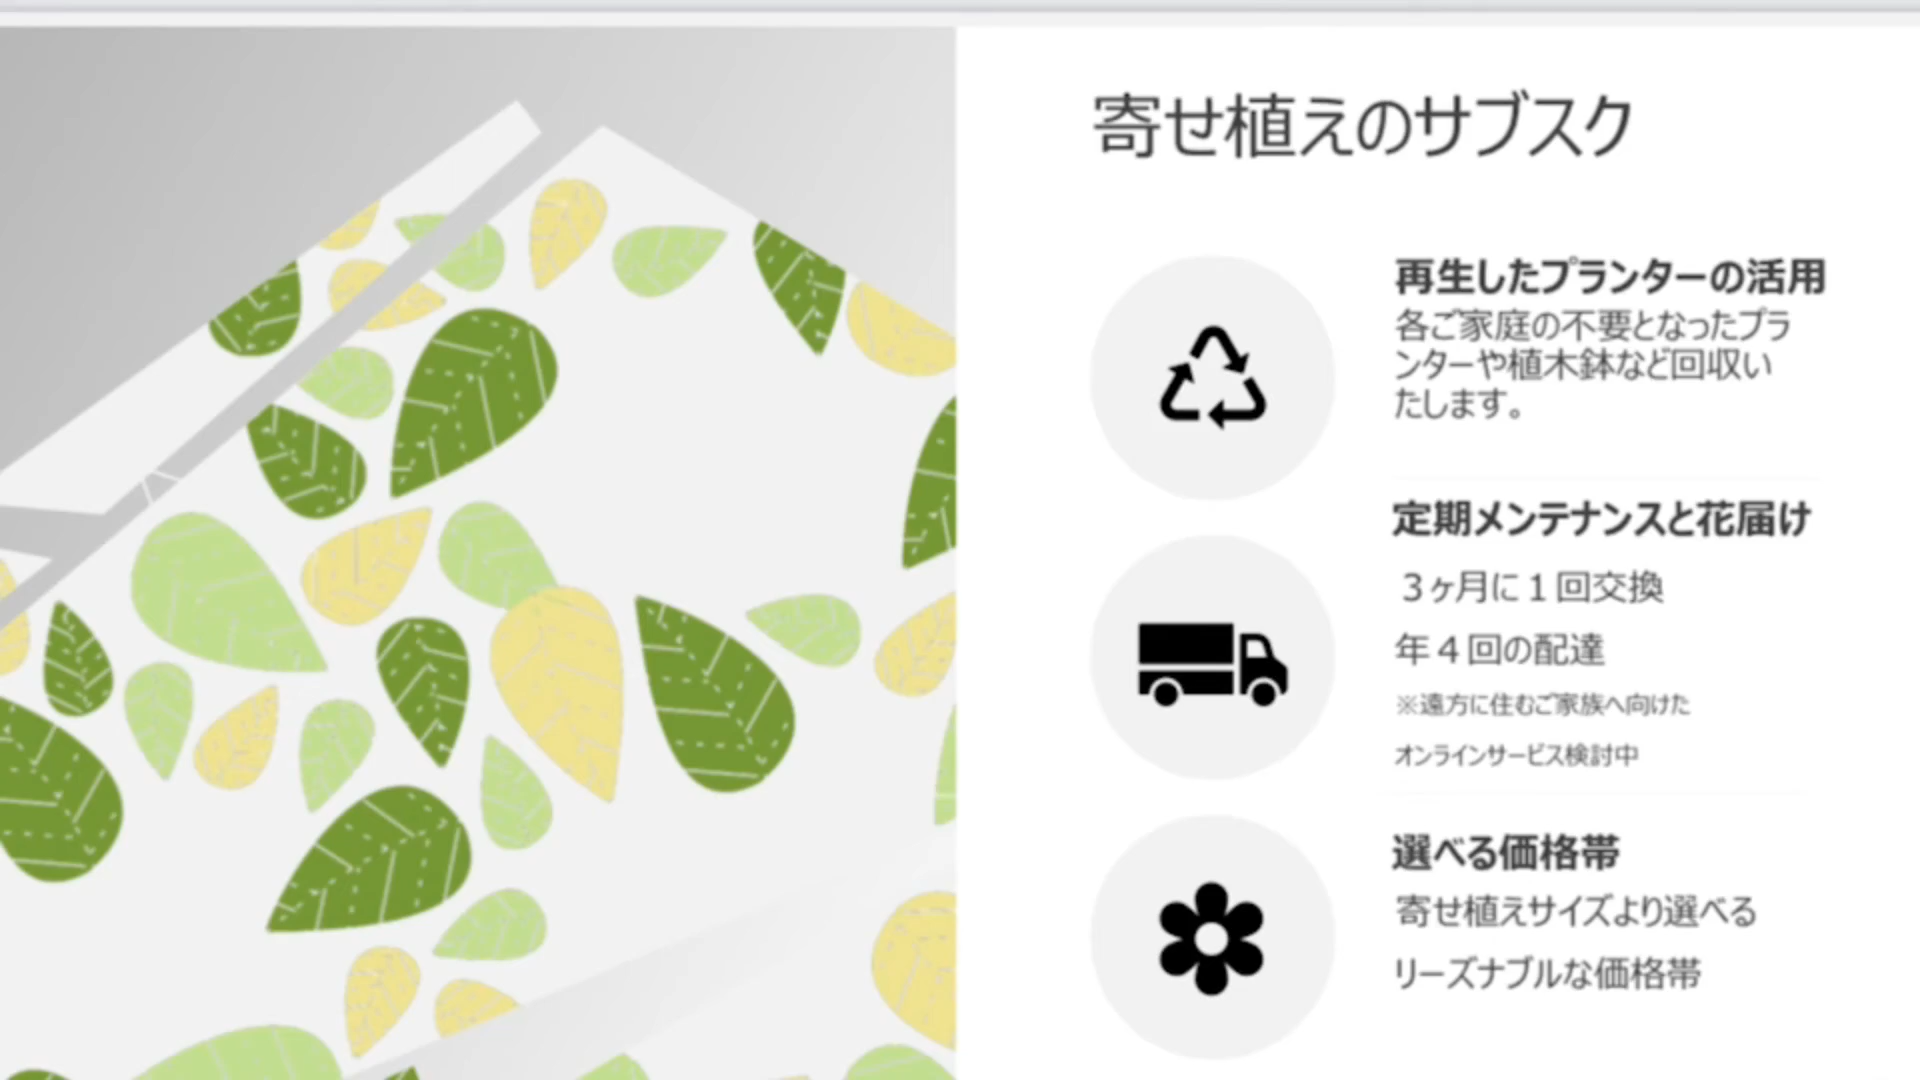 寄せ植えのサブスク
再生したプランターの活用
各ご家庭の不要となったプラ
ンターや植木鉢など回収い
たします。
定期メンテナンスと花届け
3ヶ月に1回交換
年4回の配達
※遠方に住むご家族へ向けた
オンラインサービス検討中
選べる価格帯
寄せ植えサイズより選べる
リーズナブルな価格帯